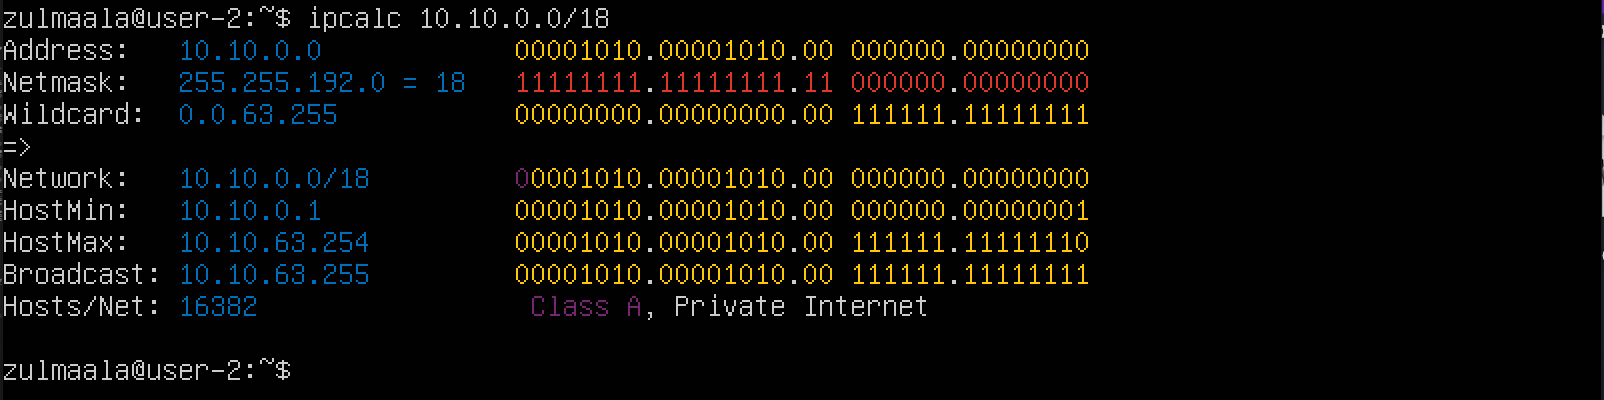 zulmaala@user-2:~$ ipcalc 10.10.0.0/18
Address:   10.10.0.0            00001010.00001010.00 000000.00000000
Netmask:   255.255.192.0 = 18   11111111.11111111.11 000000.00000000
Wildcard:  0.0.63.255           00000000.00000000.00 111111.11111111
=>
Network:   10.10.0.0/18         00001010.00001010.00 000000.00000000
HostMin:   10.10.0.1            00001010.00001010.00 000000.00000001
HostMax:   10.10.63.254         00001010.00001010.00 111111.11111110
Broadcast: 10.10.63.255         00001010.00001010.00 111111.11111111
Hosts/Net: 16382                 Class A, Private Internet
zulmaala@user-2:~$